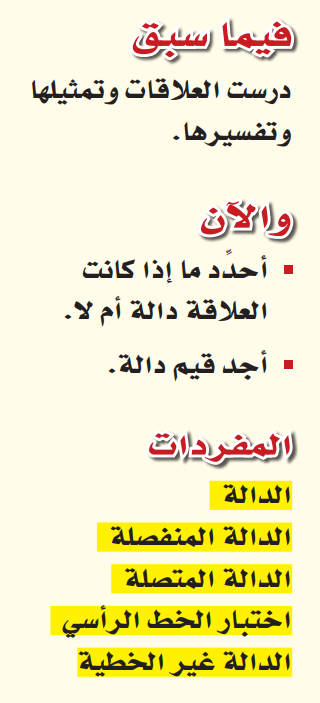 فيما سبق
درست العلاقات وتمثيلها
وتفسيرها.
والآن
أحدِّد ما إذا كانت
العلاقة دالة أم لا.
أجد قيم دالة.
المفردات
الدالة
الدالة المنفصلة
الدالة المتصلة
اختبار الخط الرأسي
الدالة غير الخطية